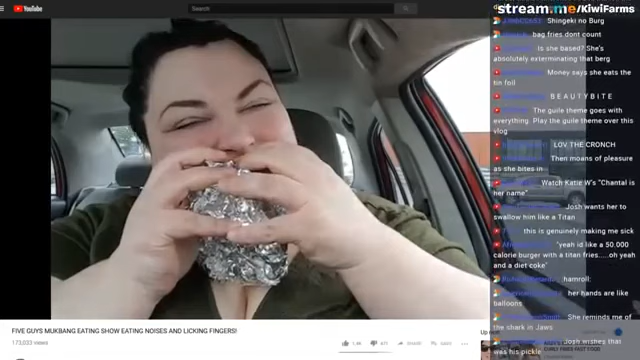 YouTube
Search
stream.me/KiwiFarms
Shingeki no Burg
bag fries dont count
Is she based? She's
absolutely exterminating that berg
Money says she eats the
tin foil
B E A U T Y B I T E
The guile theme goes with
everything Play the guile theme over this
vlog
LOV THE CRONCH
Then moans of pleasure
as she bites in
Watch Katie W's "Chantal is
her name"
Josh wants her to
swallow him like a Titan
this is genuinely making me sick
"yeah id like a 50,000
calorie burger with a titan fries.....oh yeah
and a diet coke"
:hamroll:
her hands are like
balloons
She reminds me of
the shark in Jaws
Josh wishes that
was his pickle
FIVE GUYS MUKBANG EATING SHOW EATING NOISES AND LICKING FINGERS!
173,033 views
SHARE
Up next